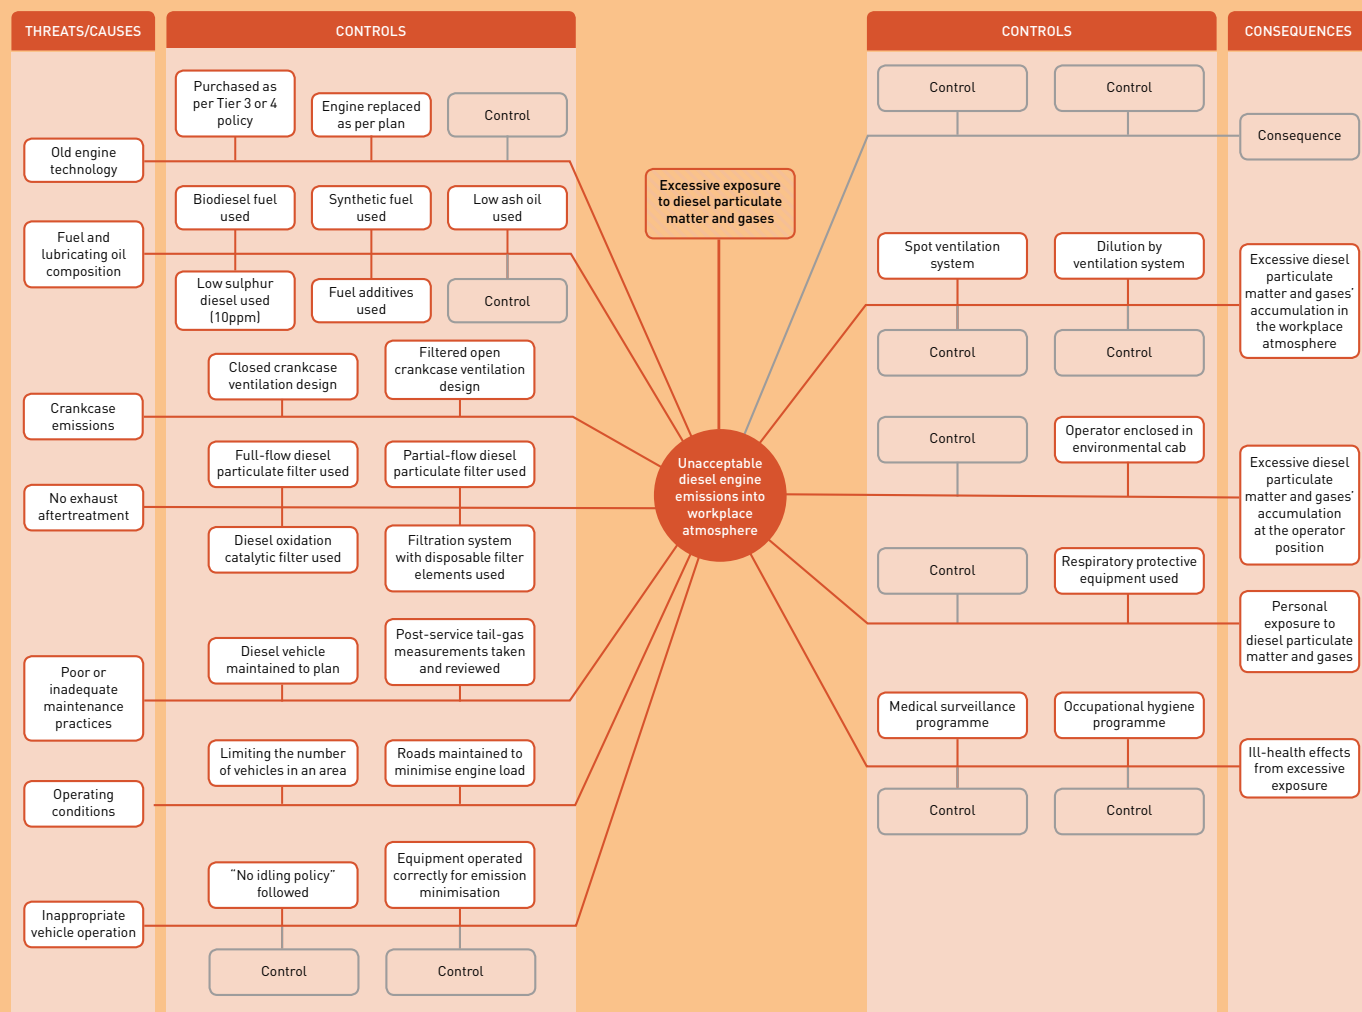 THREATS/CAUSES
CONTROLS
CONTROLS
CONSEQUENCES
Old engine
technology
Purchased as
per Tier 3 or 4
policy
Engine replaced
as per plan
Control
Fuel and
lubricating oil
composition
Biodiesel fuel
used
Synthetic fuel
used
Low ash oil
used
Low sulphur
diesel used
(10ppm)
Fuel additives
used
Control
Crankcase
emissions
Closed crankcase
ventilation design
Filtered open
crankcase ventilation
design
No exhaust
aftertreatment
Full-flow diesel
particulate filter used
Partial-flow diesel
particulate filter used
Diesel oxidation
catalytic filter used
Filtration system
with disposable filter
elements used
Poor or
inadequate
maintenance
practices
Diesel vehicle
maintained to plan
Post-service tail-gas
measurements taken
and reviewed
Operating
conditions
Limiting the number
of vehicles in an area
Roads maintained to
minimise engine load
Inappropriate
vehicle operation
“No idling policy”
followed
Equipment operated
correctly for emission
minimisation
Control
Control
Excessive exposure
to diesel particulate
matter and gases
Unacceptable
diesel engine
emissions into
workplace
atmosphere
Control
Control
Consequence
Spot ventilation
system
Dilution by
ventilation system
Control
Control
Excessive diesel
particulate
matter and gases’
accumulation in
the workplace
atmosphere
Control
Operator enclosed in
environmental cab
Excessive diesel
particulate
matter and gases’
accumulation
at the operator
position
Control
Respiratory protective
equipment used
Personal
exposure to
diesel particulate
matter and gases
Medical surveillance
programme
Occupational hygiene
programme
Control
Control
Ill-health effects
from excessive
exposure